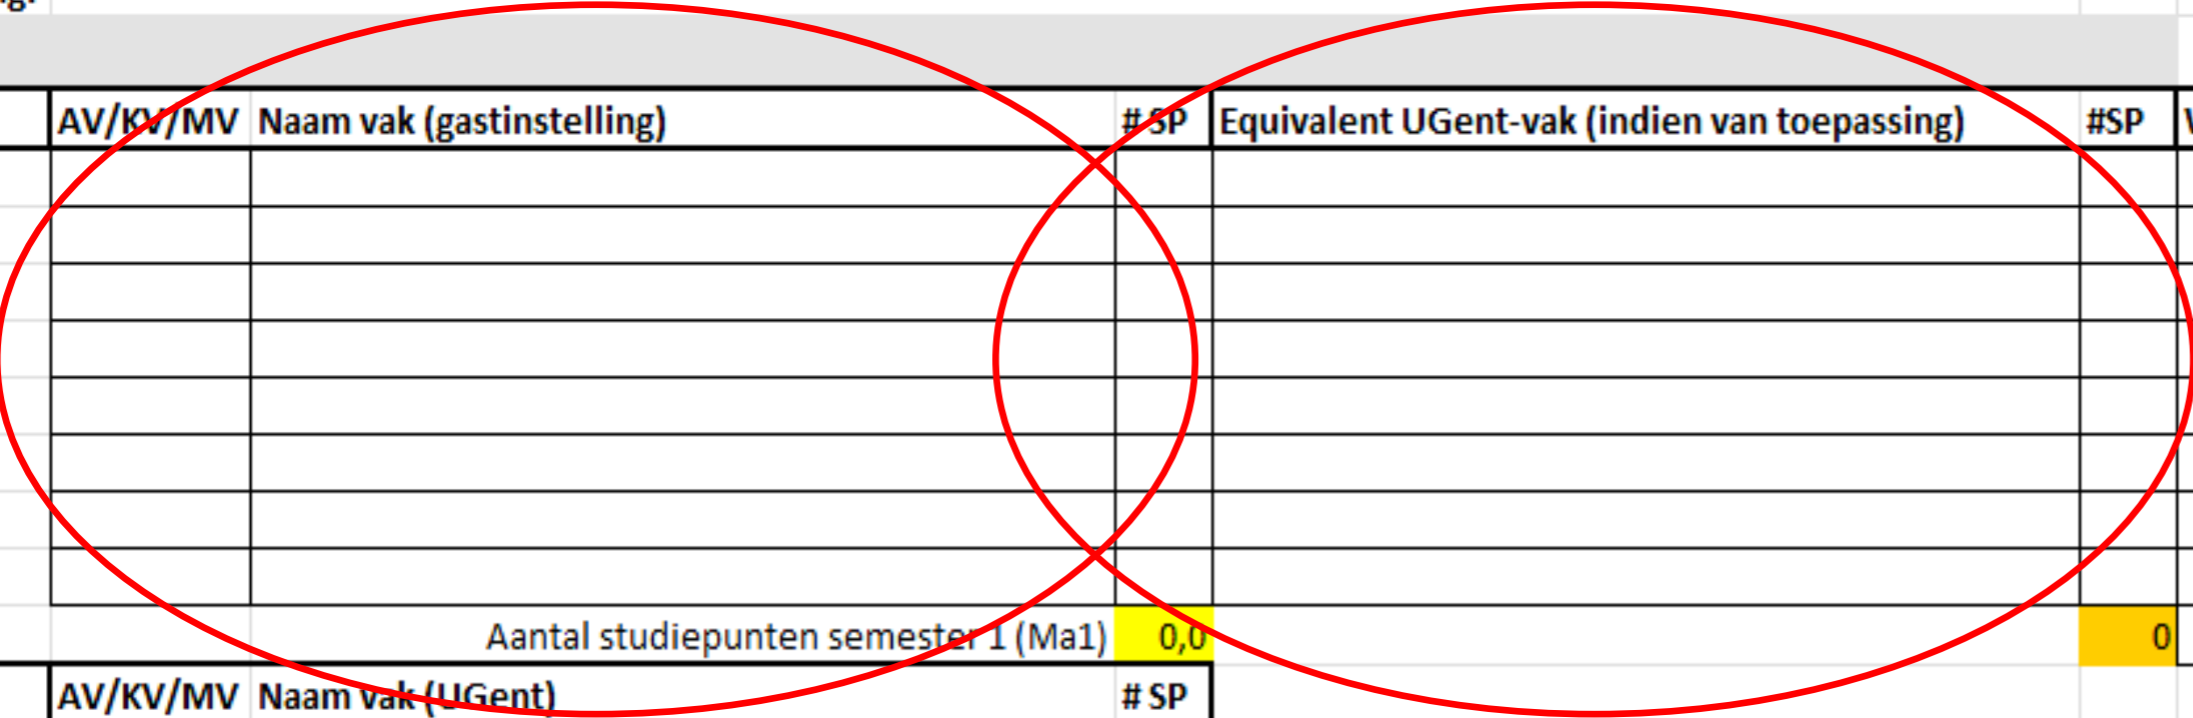 AV/KV/MV Naam vak (gastinstelling) # SP Equivalent UGent-vak (indien van toepassing) #SP
Aantal studiepunten semester 1 (Ma1) 0,0 0
AV/KV/MV Naam vak (UGent) # SP